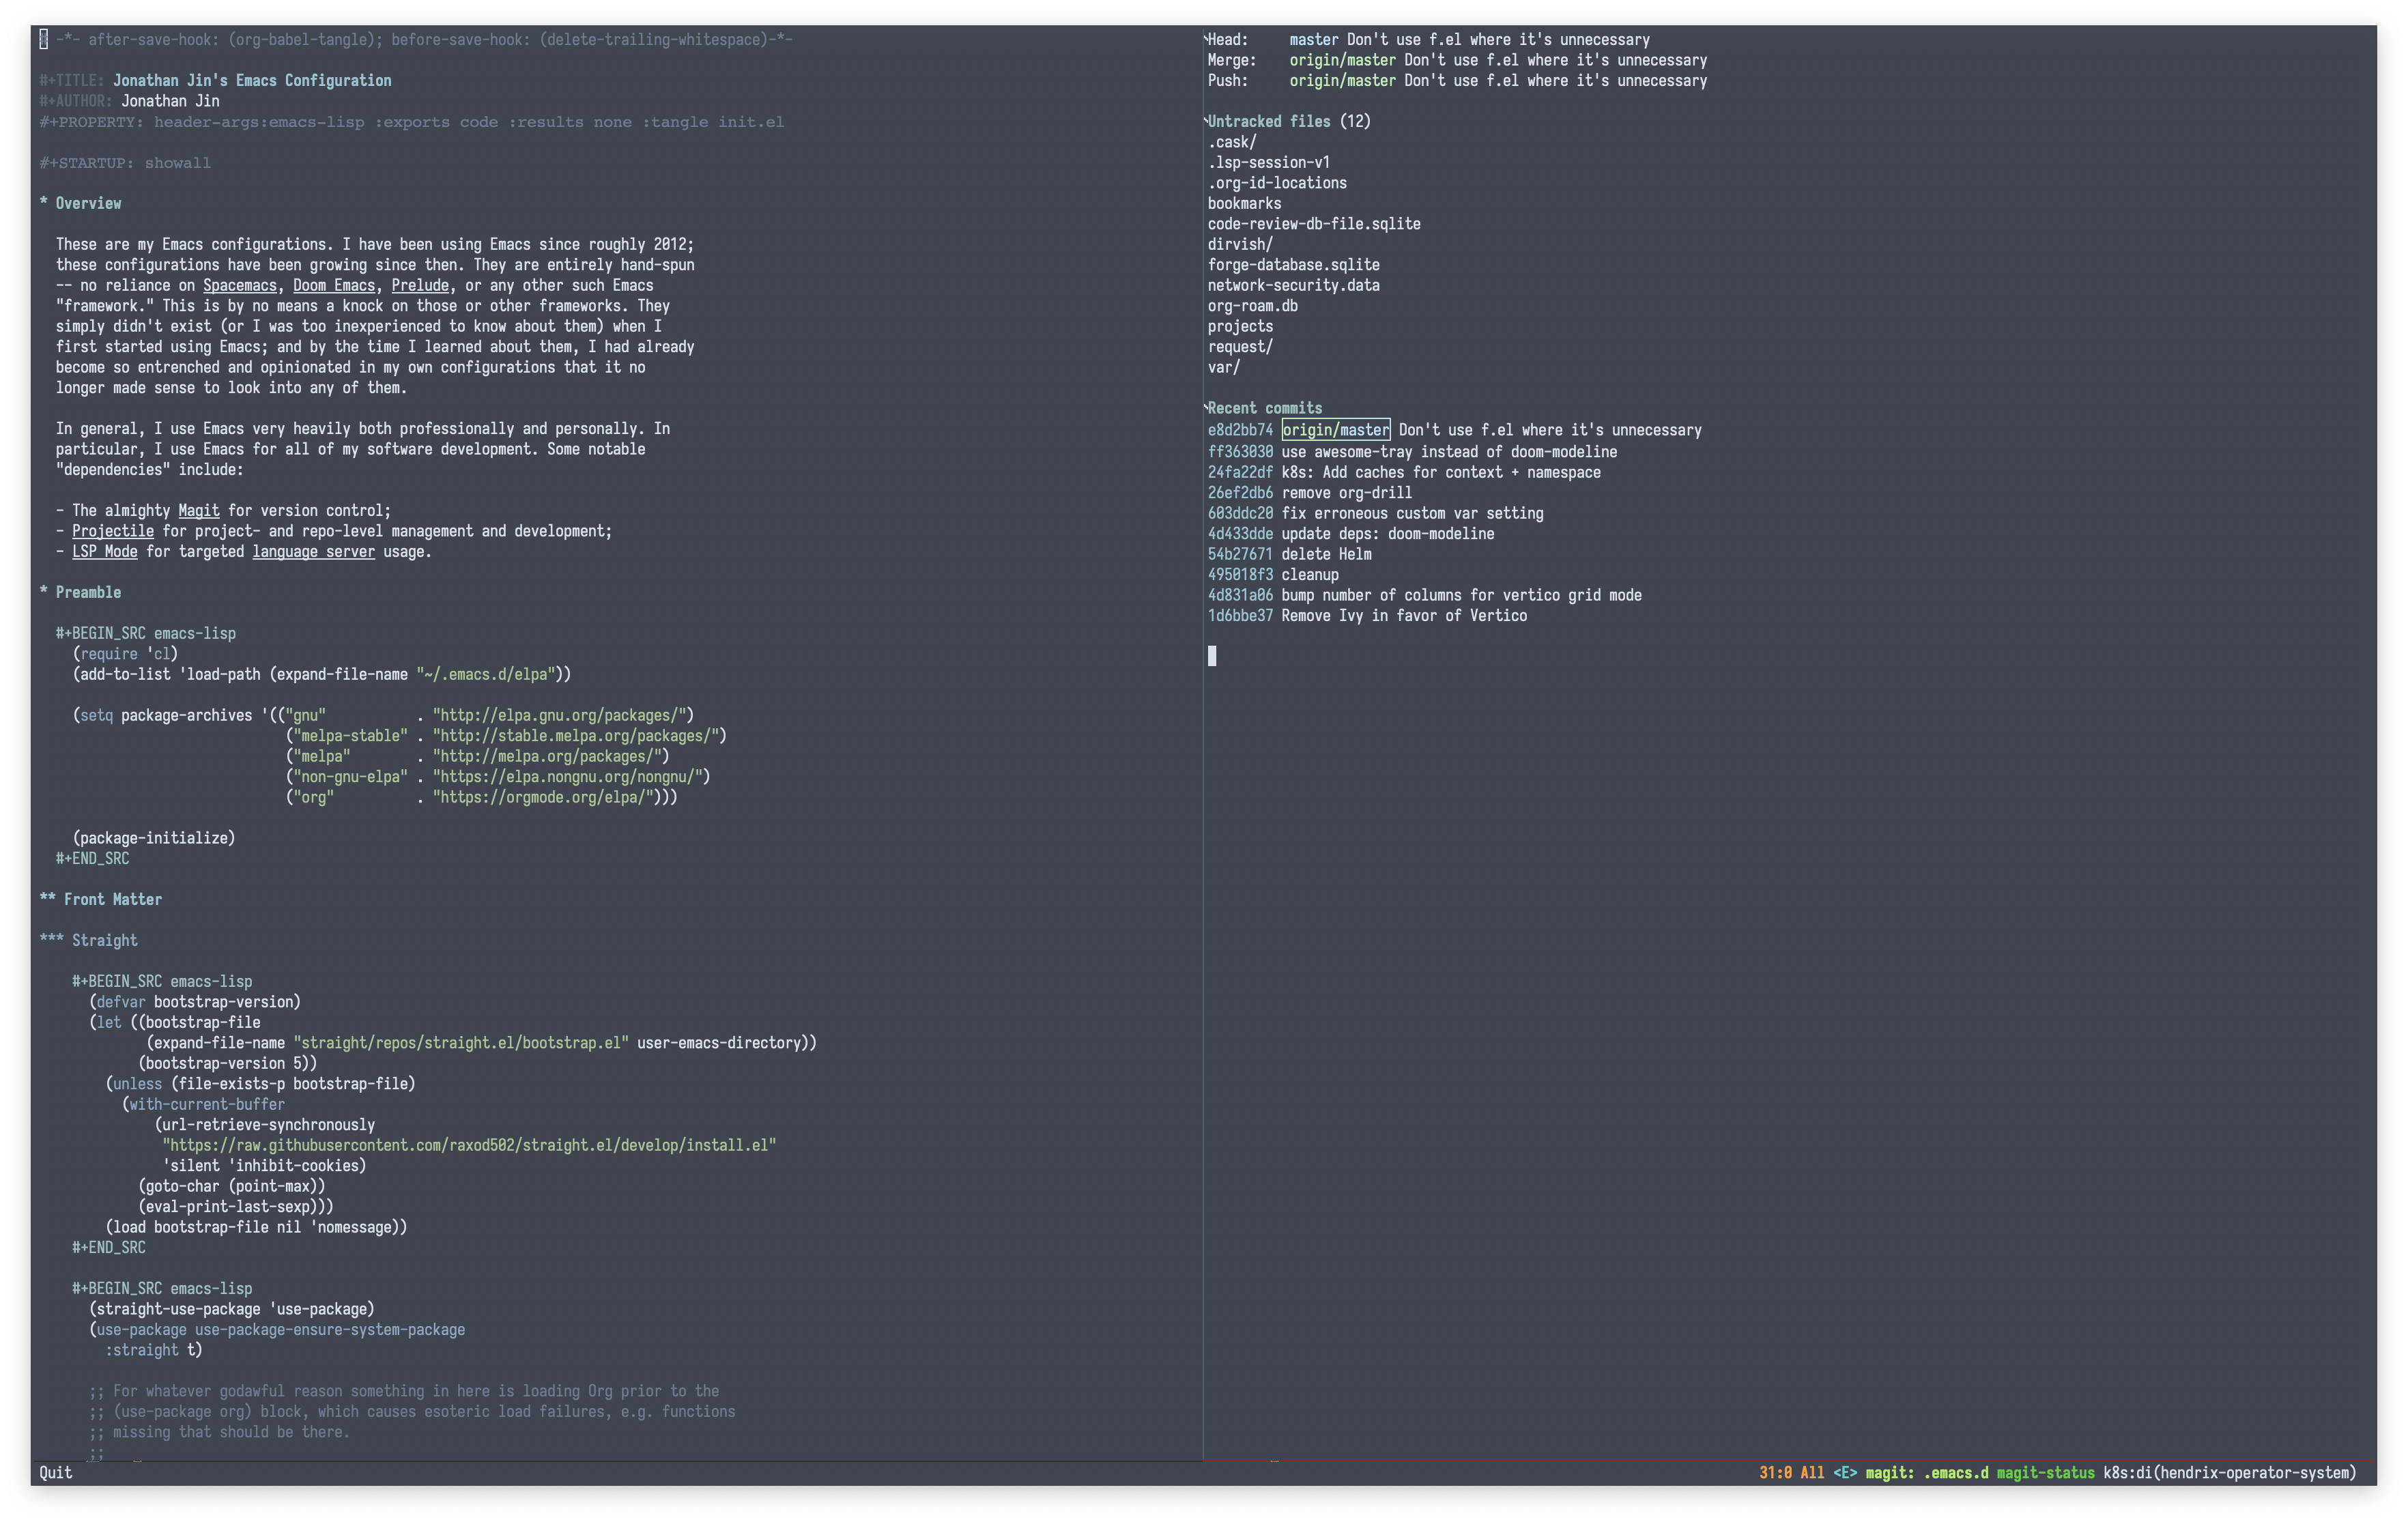 # -*- after-save-hook: (org-babel-tangle); before-save-hook: (delete-trailing-whitespace)-*-
#+TITLE: Jonathan Jin's Emacs Configuration
#+AUTHOR: Jonathan Jin
#+PROPERTY: header-args:emacs-lisp :exports code :results none :tangle init.el
#+STARTUP: showall
* Overview
These are my Emacs configurations. I have been using Emacs since roughly 2012;
these configurations have been growing since then. They are entirely hand-spun
-- no reliance on Spacemacs, Doom Emacs, Prelude, or any other such Emacs
"framework." This is by no means a knock on those or other frameworks. They
simply didn't exist (or I was too inexperienced to know about them) when I
first started using Emacs; and by the time I learned about them, I had already
become so entrenched and opinionated in my own configurations that it no
longer made sense to look into any of them.
In general, I use Emacs very heavily both professionally and personally. In
particular, I use Emacs for all of my software development. Some notable
"dependencies" include:
- The almighty Magit for version control;
- Projectile for project- and repo-level management and development;
- LSP Mode for targeted language server usage.
* Preamble
#+BEGIN_SRC emacs-lisp
(require 'cl)
(add-to-list 'load-path (expand-file-name "~/.emacs.d/elpa"))
(setq package-archives '(("gnu" . "http://elpa.gnu.org/packages/")
("melpa-stable" . "http://stable.melpa.org/packages/")
("melpa" . "http://melpa.org/packages/")
("non-gnu-elpa" . "https://elpa.nongnu.org/nongnu/")
("org" . "https://orgmode.org/elpa/")))
(package-initialize)
#+END_SRC
** Front Matter
*** Straight
#+BEGIN_SRC emacs-lisp
(defvar bootstrap-version)
(let ((bootstrap-file
(expand-file-name "straight/repos/straight.el/bootstrap.el" user-emacs-directory))
(bootstrap-version 5))
(unless (file-exists-p bootstrap-file)
(with-current-buffer
(url-retrieve-synchronously
"https://raw.githubusercontent.com/raxod502/straight.el/develop/install.el"
'silent 'inhibit-cookies)
(goto-char (point-max))
(eval-print-last-sexp)))
(load bootstrap-file nil 'nomessage))
#+END_SRC
#+BEGIN_SRC emacs-lisp
(straight-use-package 'use-package)
(use-package use-package-ensure-system-package
:straight t)
;; For whatever godawful reason something in here is loading Org prior to the
;; (use-package org) block, which causes esoteric load failures, e.g. functions
;; missing that should be there.
;;
Head: master Don't use f.el where it's unnecessary
Merge: origin/master Don't use f.el where it's unnecessary
Push: origin/master Don't use f.el where it's unnecessary
Untracked files (12)
.cask/
.lsp-session-v1
.org-id-locations
bookmarks
code-review-db-file.sqlite
dirvish/
forge-database.sqlite
network-security.data
org-roam.db
projects
request/
var/
Recent commits
e8d2bb74 origin/master Don't use f.el where it's unnecessary
ff363030 use awesome-tray instead of doom-modeline
24fa22df k8s: Add caches for context + namespace
26ef2db6 remove org-drill
603ddc20 fix erroneous custom var setting
4d433dde update deps: doom-modeline
54b27671 delete Helm
495018f3 cleanup
4d831a06 bump number of columns for vertico grid mode
1d6bbe37 Remove Ivy in favor of Vertico
Quit
31:0 All <E> magit: .emacs.d magit-status k8s:di(hendrix-operator-system)